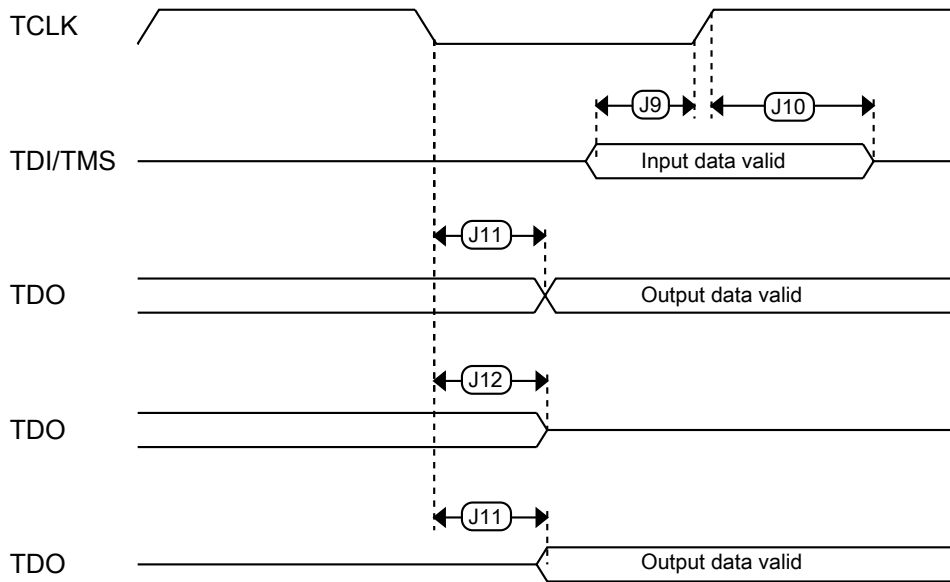 TCLK
J9
J10
TDI/TMS
Input data valid
J11
TDO
Output data valid
J12
TDO
J11
TDO
Output data valid